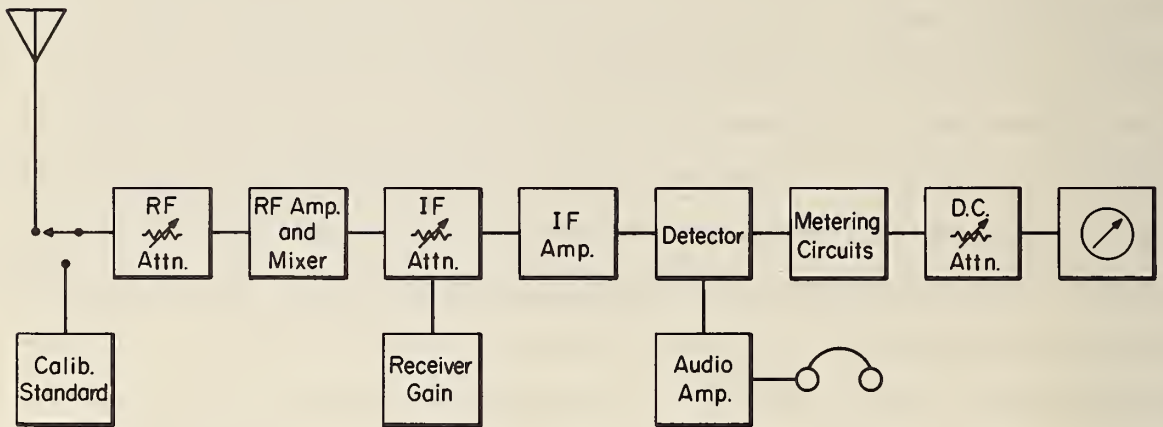 RF
Attn.
RF Amp.
and
Mixer
IF
Attn.
IF
Amp.
Detector
Metering
Circuits
D.C.
Attn.
Calib.
Standard
Receiver
Gain
Audio
Amp.